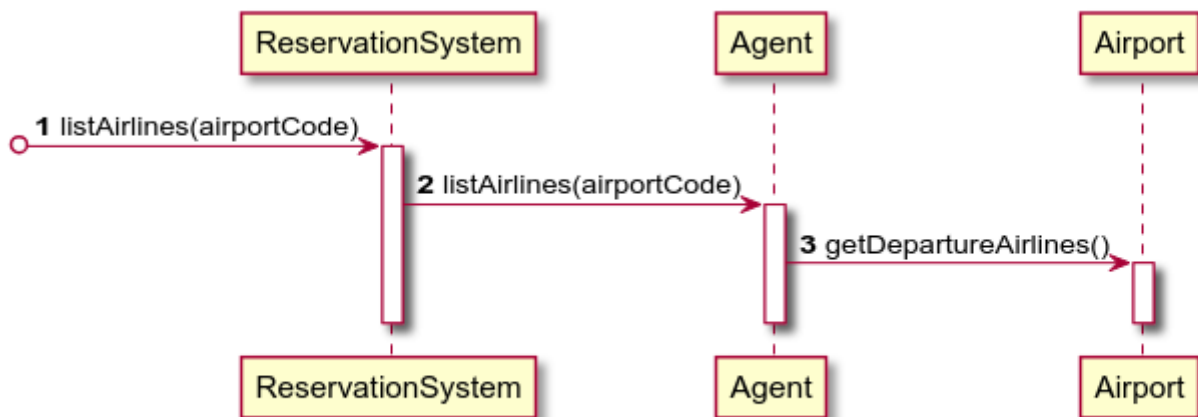 ReservationSystem Agent Airport
1 listAirlines(airportCode)
2 listAirlines(airportCode)
3 getDepartureAirlines()
ReservationSystem Agent Airport